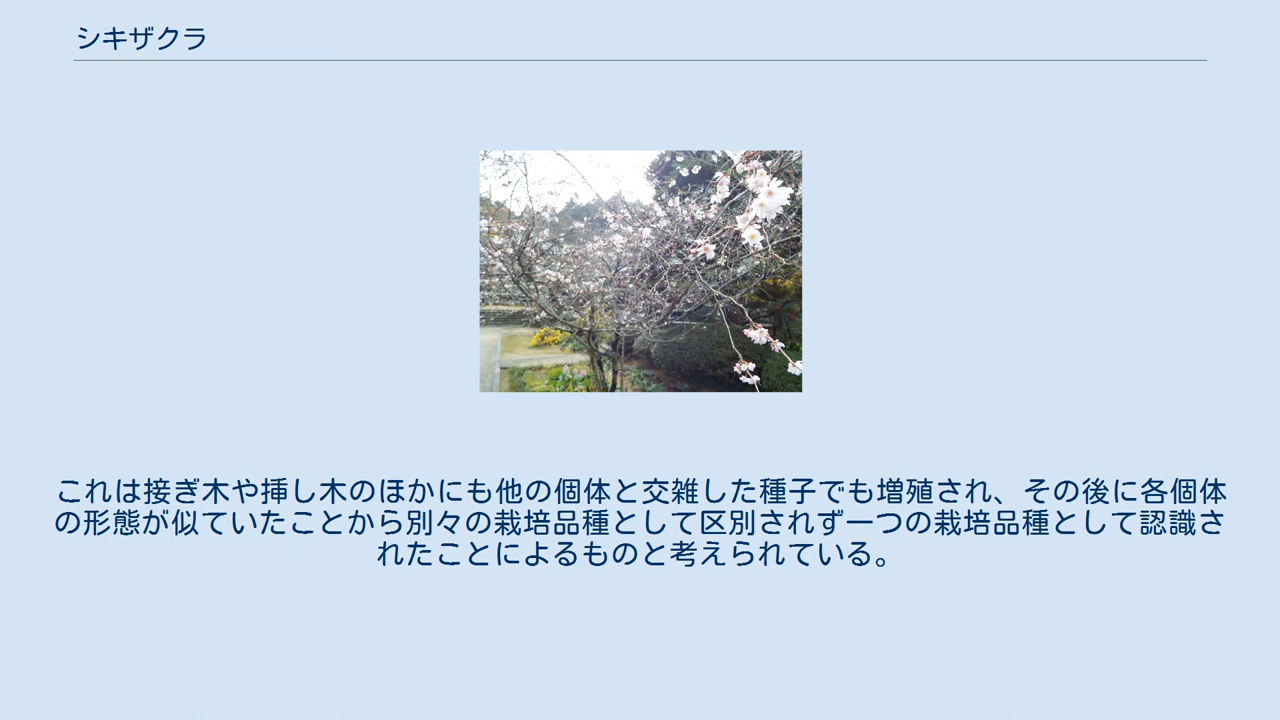 シキザクラ
これは接ぎ木や挿し木のほかにも他の個体と交雑した種子でも増殖され、その後に各個体
の形態が似ていたことから別々の栽培品種として区別されず一つの栽培品種として認識さ
れたことによるものと考えられている。